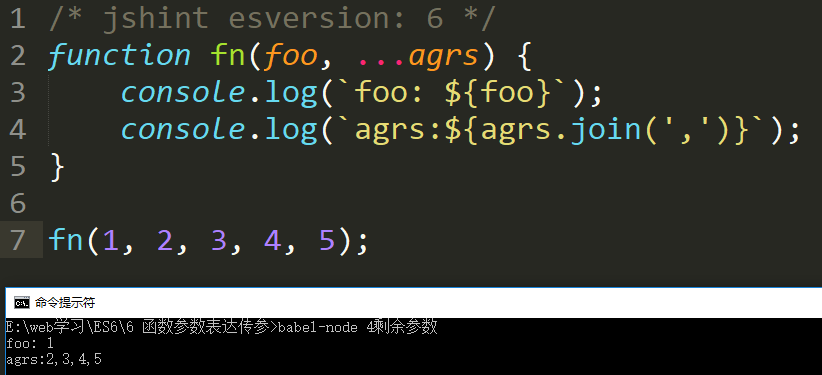 1 /* jshint esversion: 6 */
2 function fn(foo, ...agrs) {
3     console.log(`foo: ${foo}`);
4     console.log(`agrs:${agrs.join(',')}`);
5 }
6
7 fn(1, 2, 3, 4, 5);
命令提示符
E:\web学习\ES6\6 函数参数表达传参>babel-node 4剩余参数
foo: 1
agrs:2,3,4,5